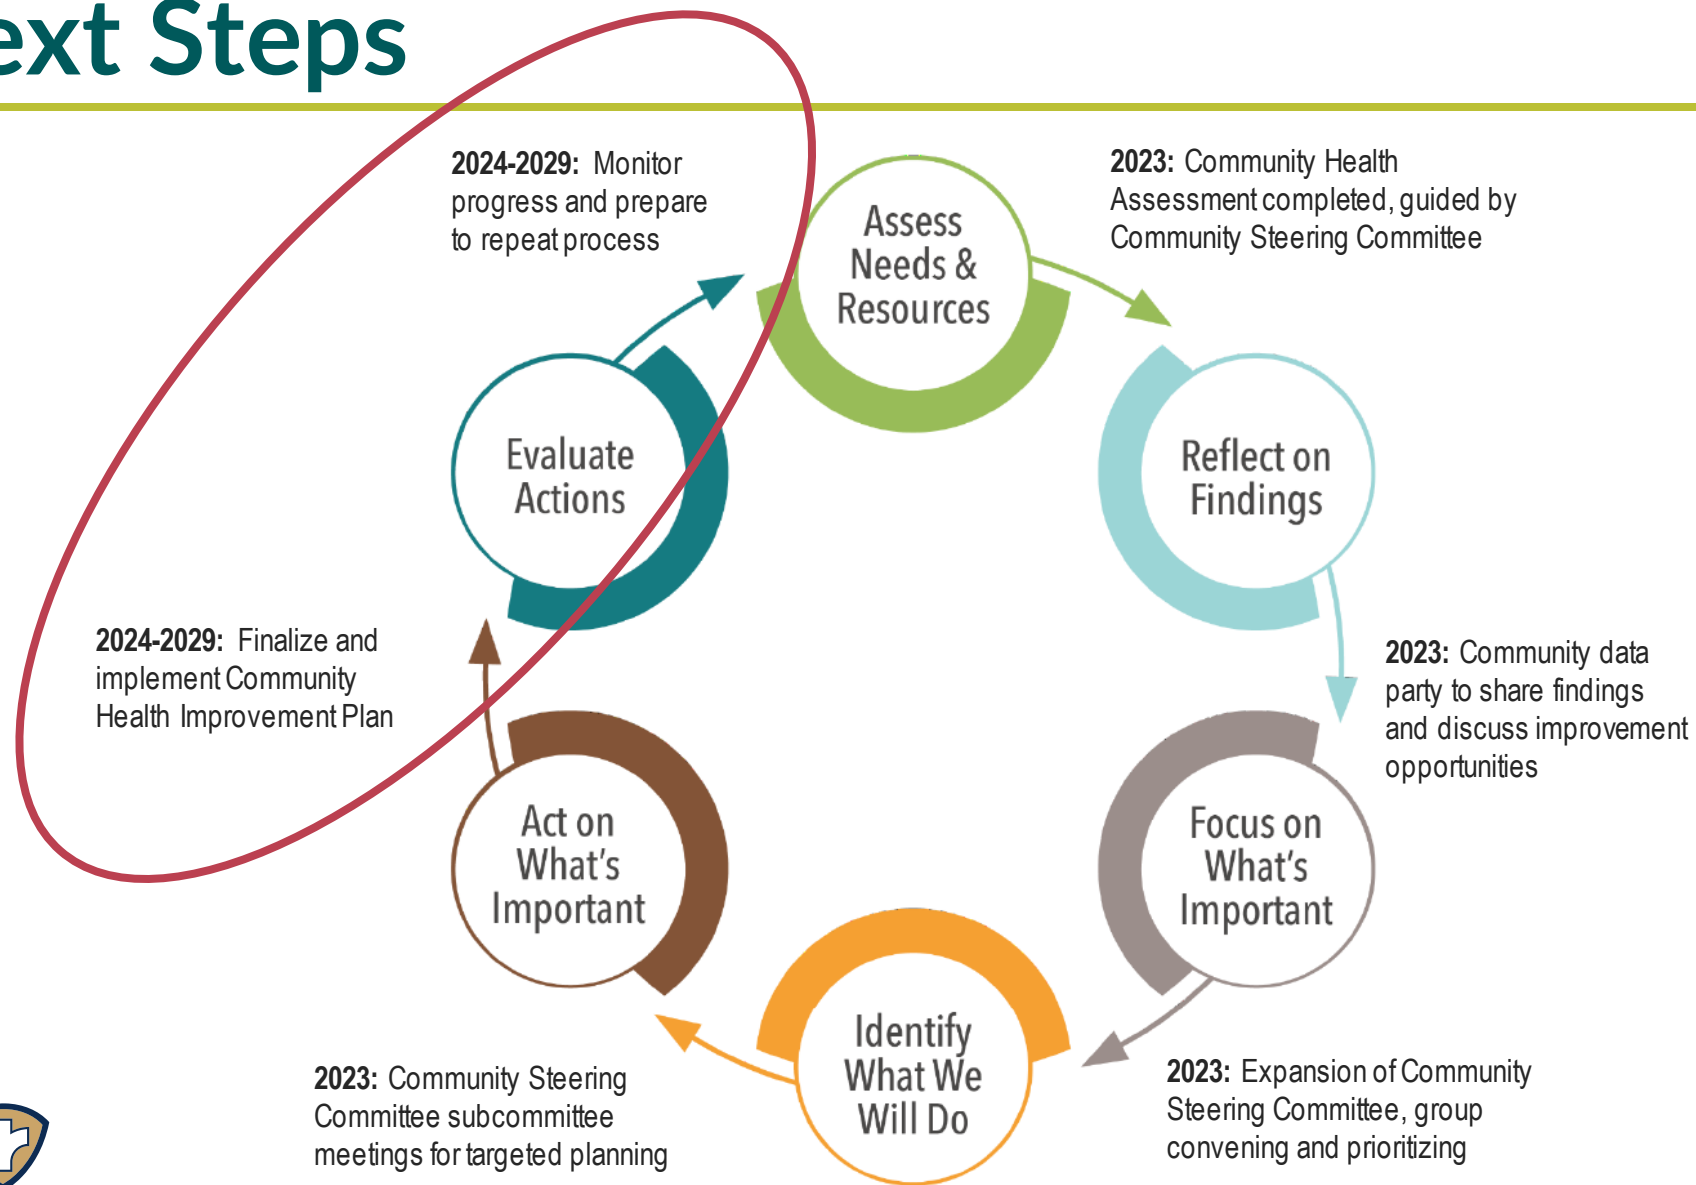 ext Steps
2024-2029: Monitor
progress and prepare
to repeat process
Assess
Needs &
Resources
2023: Community Health
Assessment completed, guided by
Community Steering Committee
Evaluate
Actions
Reflect on
Findings
2024-2029: Finalize and
implement Community
Health Improvement Plan
2023: Community data
party to share findings
and discuss improvement
opportunities
Act on
What's
Important
Focus on
What's
Important
Identify
What We
Will Do
2023: Community Steering
Committee subcommittee
meetings for targeted planning
2023: Expansion of Community
Steering Committee, group
convening and prioritizing